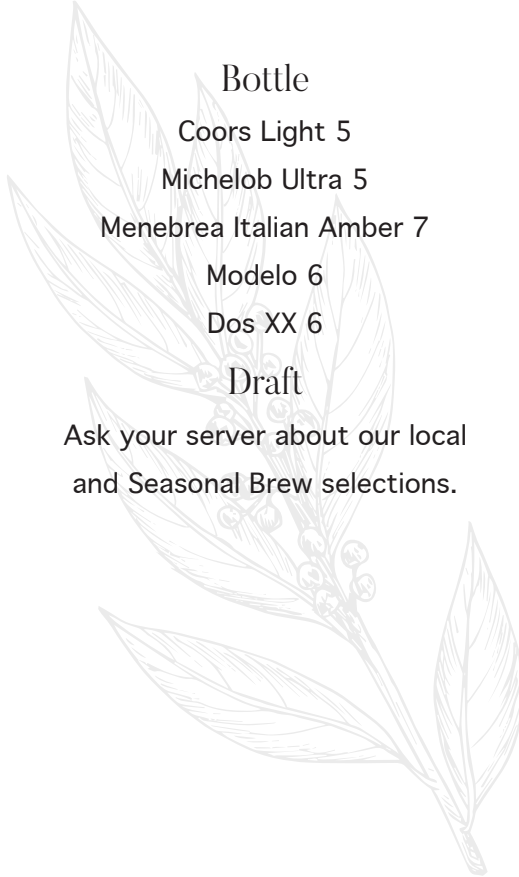 Bottle
Coors Light 5
Michelob Ultra 5
Menebrea Italian Amber 7
Modelo 6
Dos XX 6
Draft
Ask your server about our local
and Seasonal Brew selections.